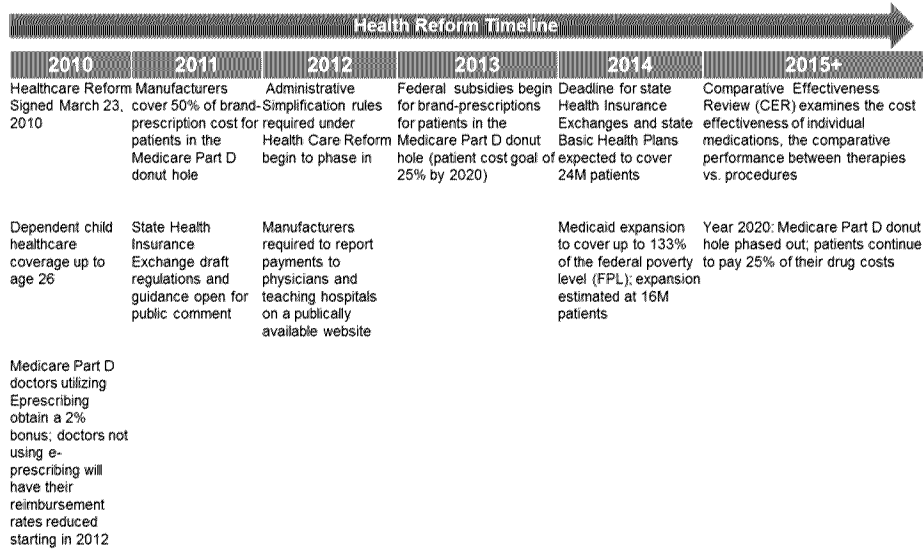 Health Reform Timeline
2010
2011
2012
2013
2014
2015+
Healthcare Reform
Signed March 23,
2010
Manufacturers
cover 50% of brand-
prescription cost for
patients in the
Medicare Part D
donut hole
Administrative
Simplification rules
required under
Health Care Reform
begin to phase in
Federal subsidies begin
for brand-prescriptions
for patients in the
Medicare Part D donut
hole (patient cost goal of
25% by 2020)
Deadline for state
Health Insurance
Exchanges and state
Basic Health Plans
expected to cover
24M patients
Comparative Effectiveness
Review (CER) examines the cost
effectiveness of individual
medications, the comparative
performance between therapies
vs. procedures
Dependent child
healthcare
coverage up to
age 26
State Health
Insurance
Exchange draft
regulations and
guidance open for
public comment
Manufacturers
required to report
payments to
physicians and
teaching hospitals
on a publically
available website
Medicaid expansion
to cover up to 133%
of the federal poverty
level (FPL); expansion
estimated at 16M
patients
Year 2020: Medicare Part D donut
hole phased out; patients continue
to pay 25% of their drug costs
Medicare Part D
doctors utilizing
Eprescribing
obtain a 2%
bonus; doctors not
using e-
prescribing will
have their
reimbursement
rates reduced
starting in 2012